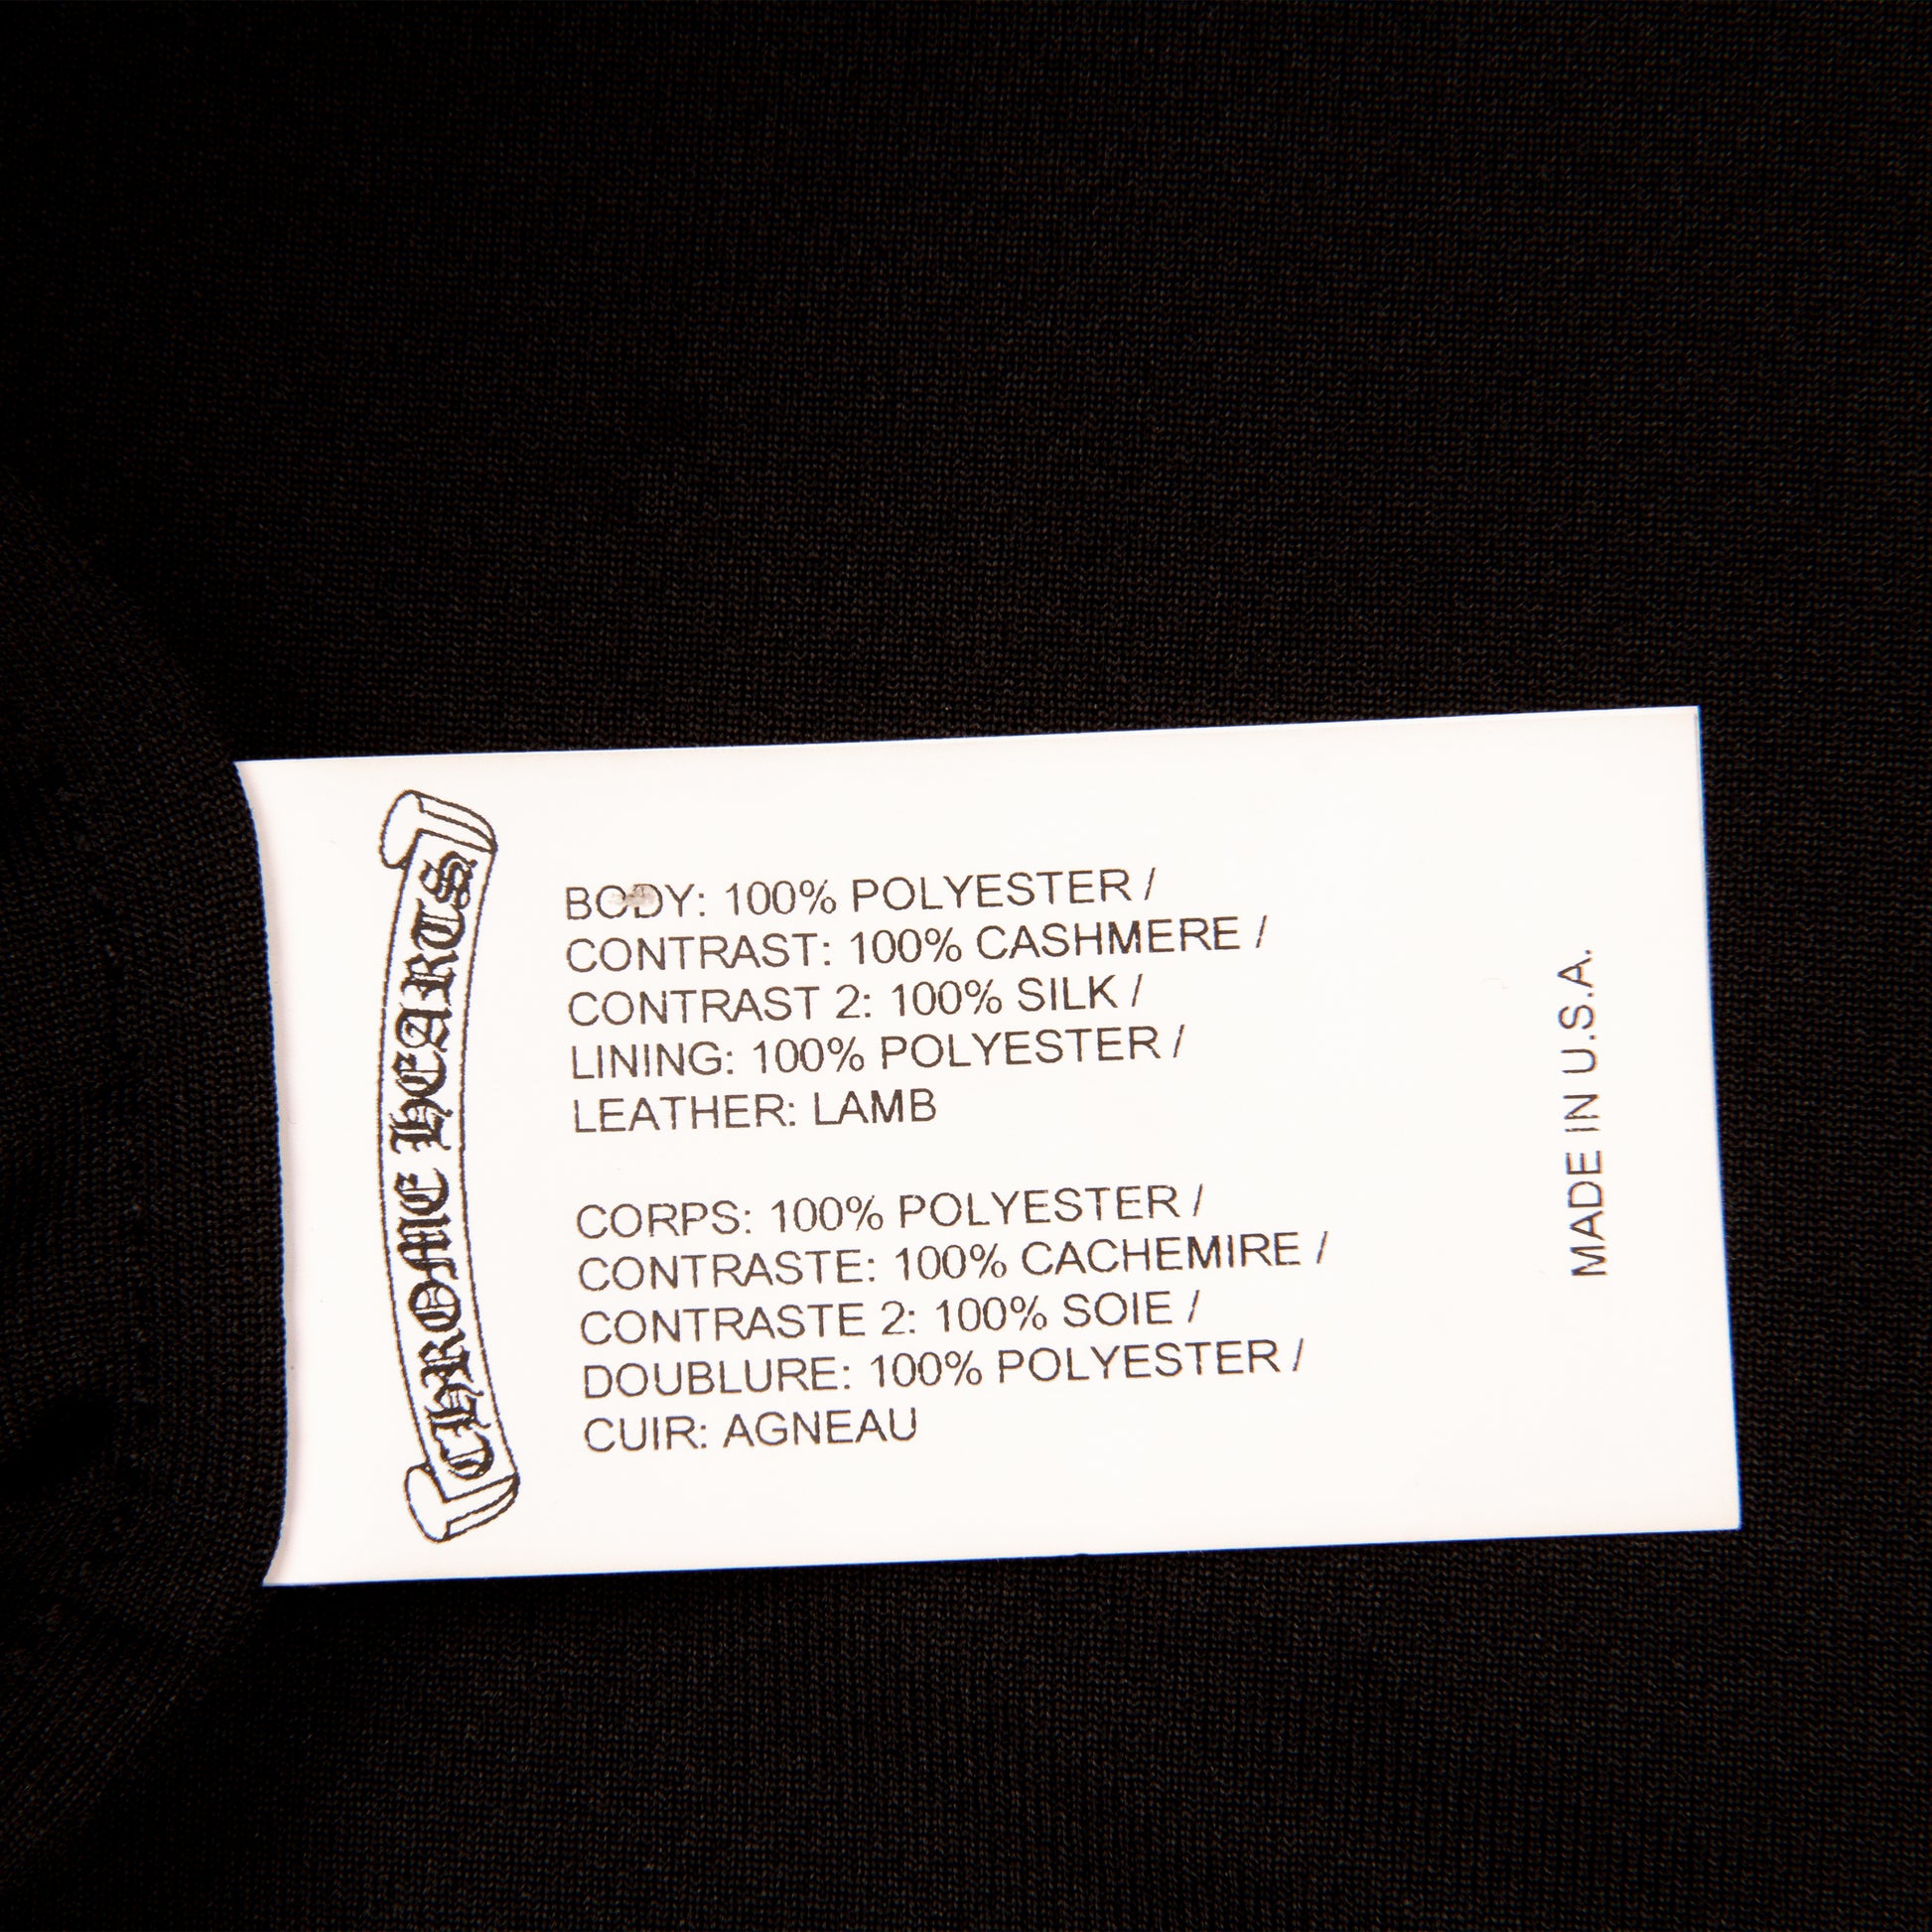 CHROME HEARTS
BODY: 100% POLYESTER /
CONTRAST: 100% CASHMERE /
CONTRAST 2: 100% SILK /
LINING: 100% POLYESTER /
LEATHER: LAMB
CORPS: 100% POLYESTER /
CONTRASTE: 100% CACHEMIRE /
CONTRASTE 2: 100% SOIE /
DOUBLURE: 100% POLYESTER /
CUIR: AGNEAU
MADE IN U.S.A.